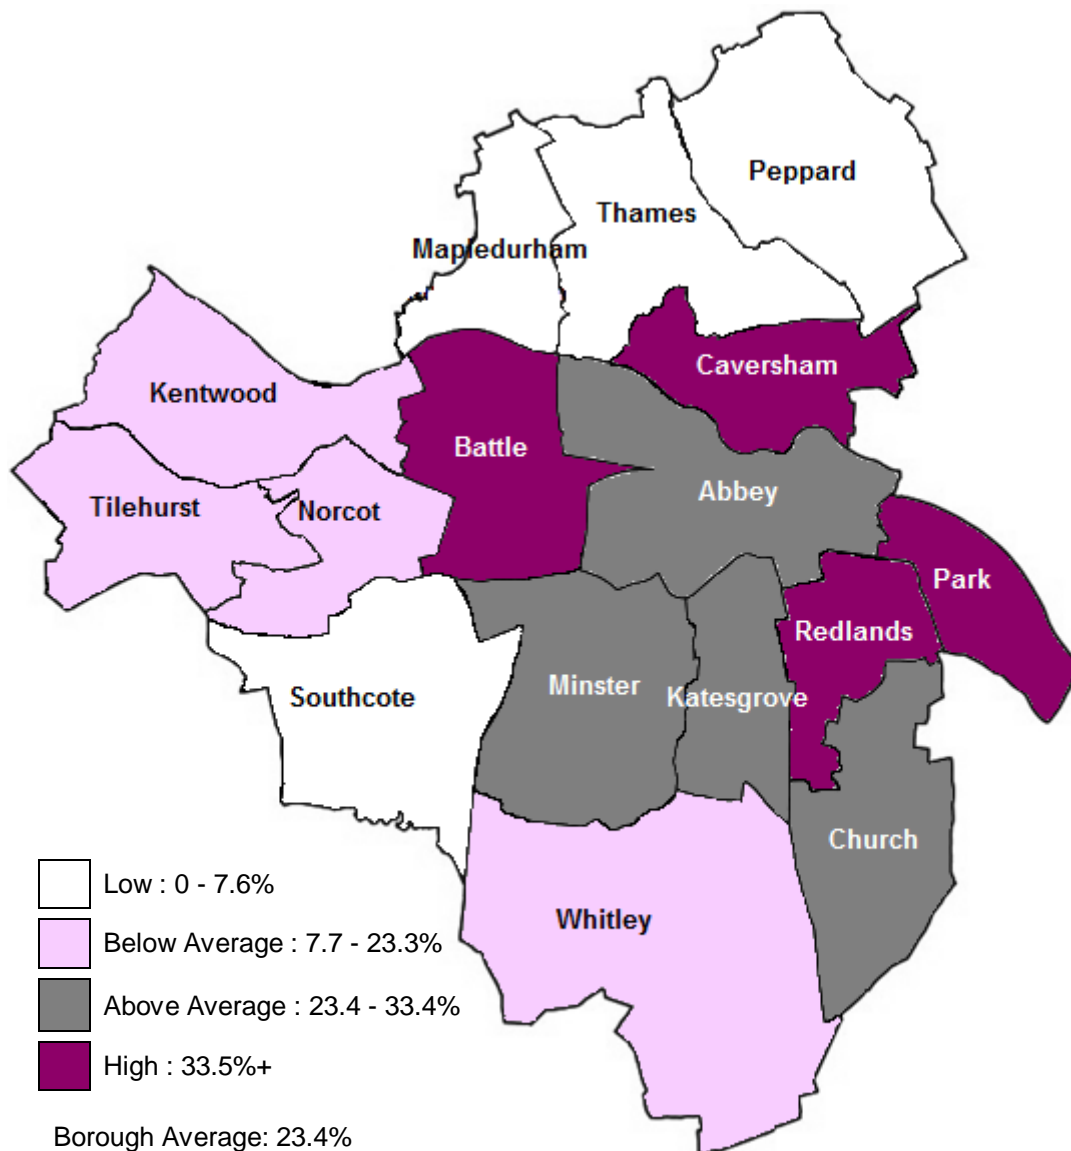 Peppard
Thames
Mapledurham
Caversham
Kentwood
Battle
Abbey
Tilehurst
Norcot
Park
Redlands
Minster
Katesgrove
Southcote
Church
Whitley
Low : 0 - 7.6%
Below Average : 7.7 - 23.3%
Above Average : 23.4 - 33.4%
High : 33.5%+
Borough Average: 23.4%